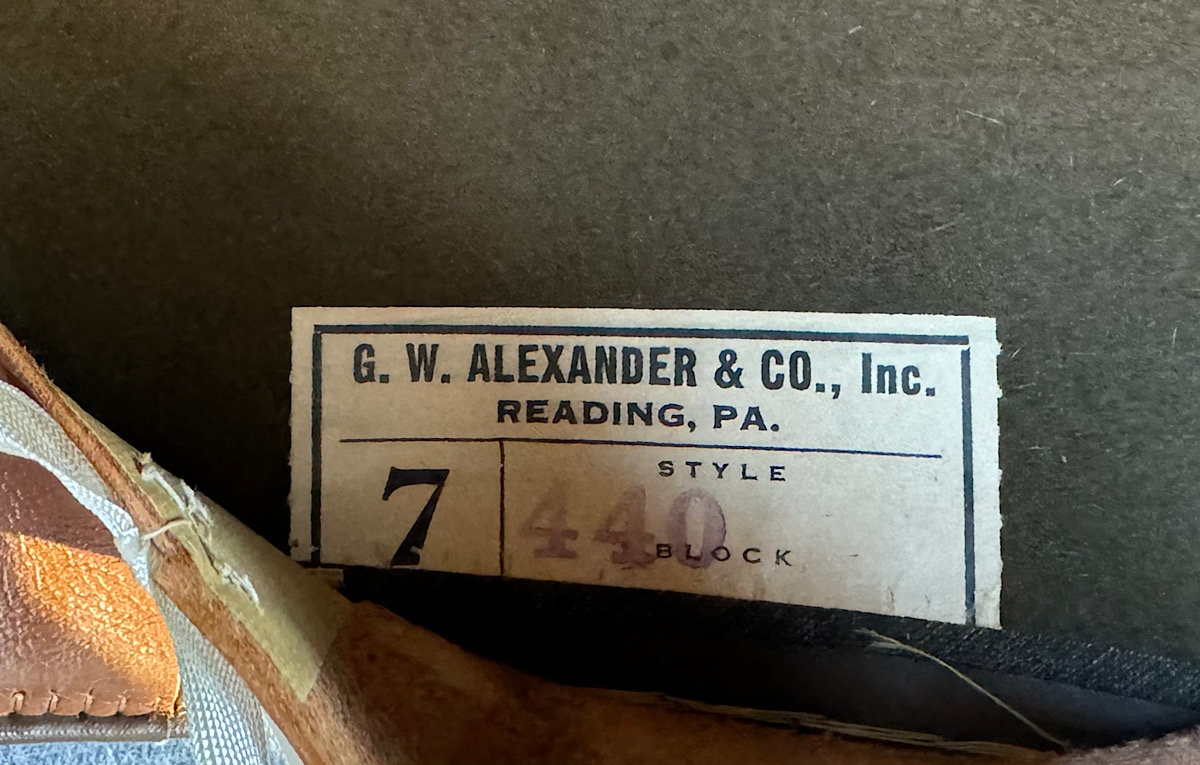 G. W. ALEXANDER & CO., Inc.
READING, PA.
7
STYLE
440
BLOCK